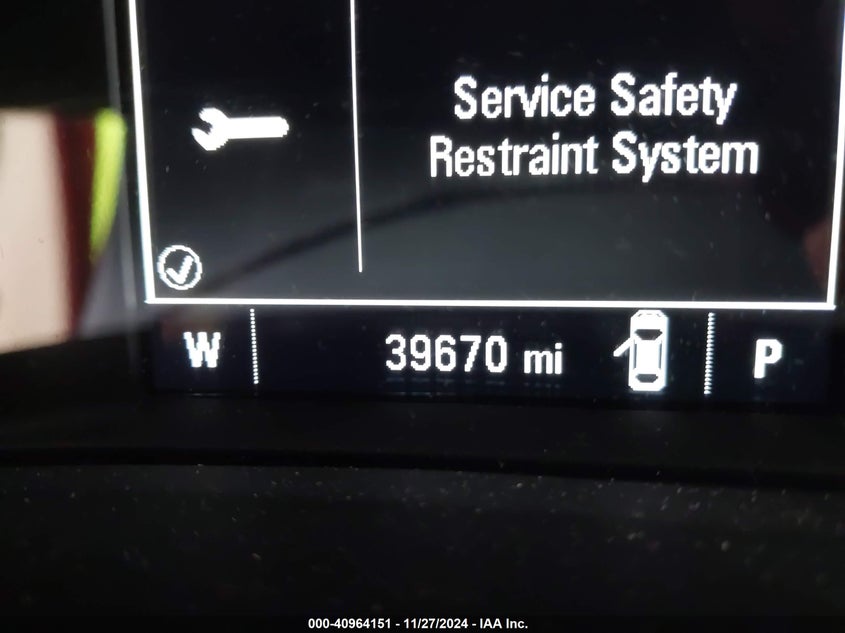 Service Safety
Restraint System
W 39670 mi P
000-40964151 - 11/27/2024 - IAA Inc.